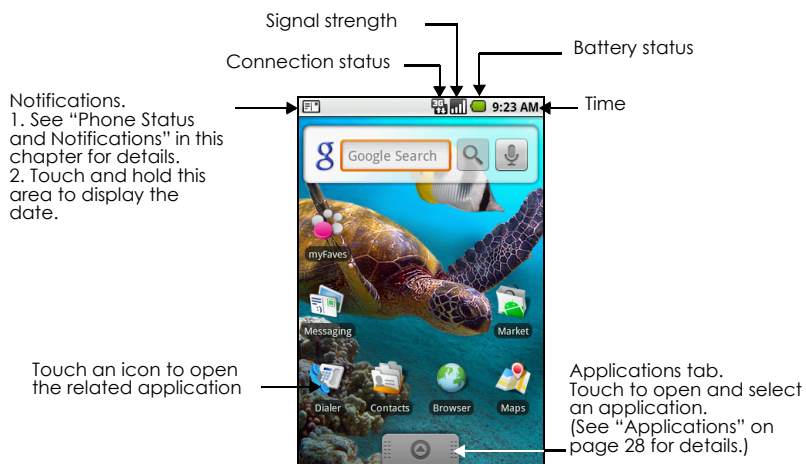 Signal strength
Battery status
Connection status
Notifications.
1. See “Phone Status
and Notifications” in this
chapter for details.
2. Touch and hold this
area to display the
date.
3G
9:23 AM
Time
g
Google Search
myFaves
Messaging
Market
Touch an icon to open
the related application
Dialer
Contacts
Browser
Maps
Applications tab.
Touch to open and select
an application.
(See “Applications” on
page 28 for details.)